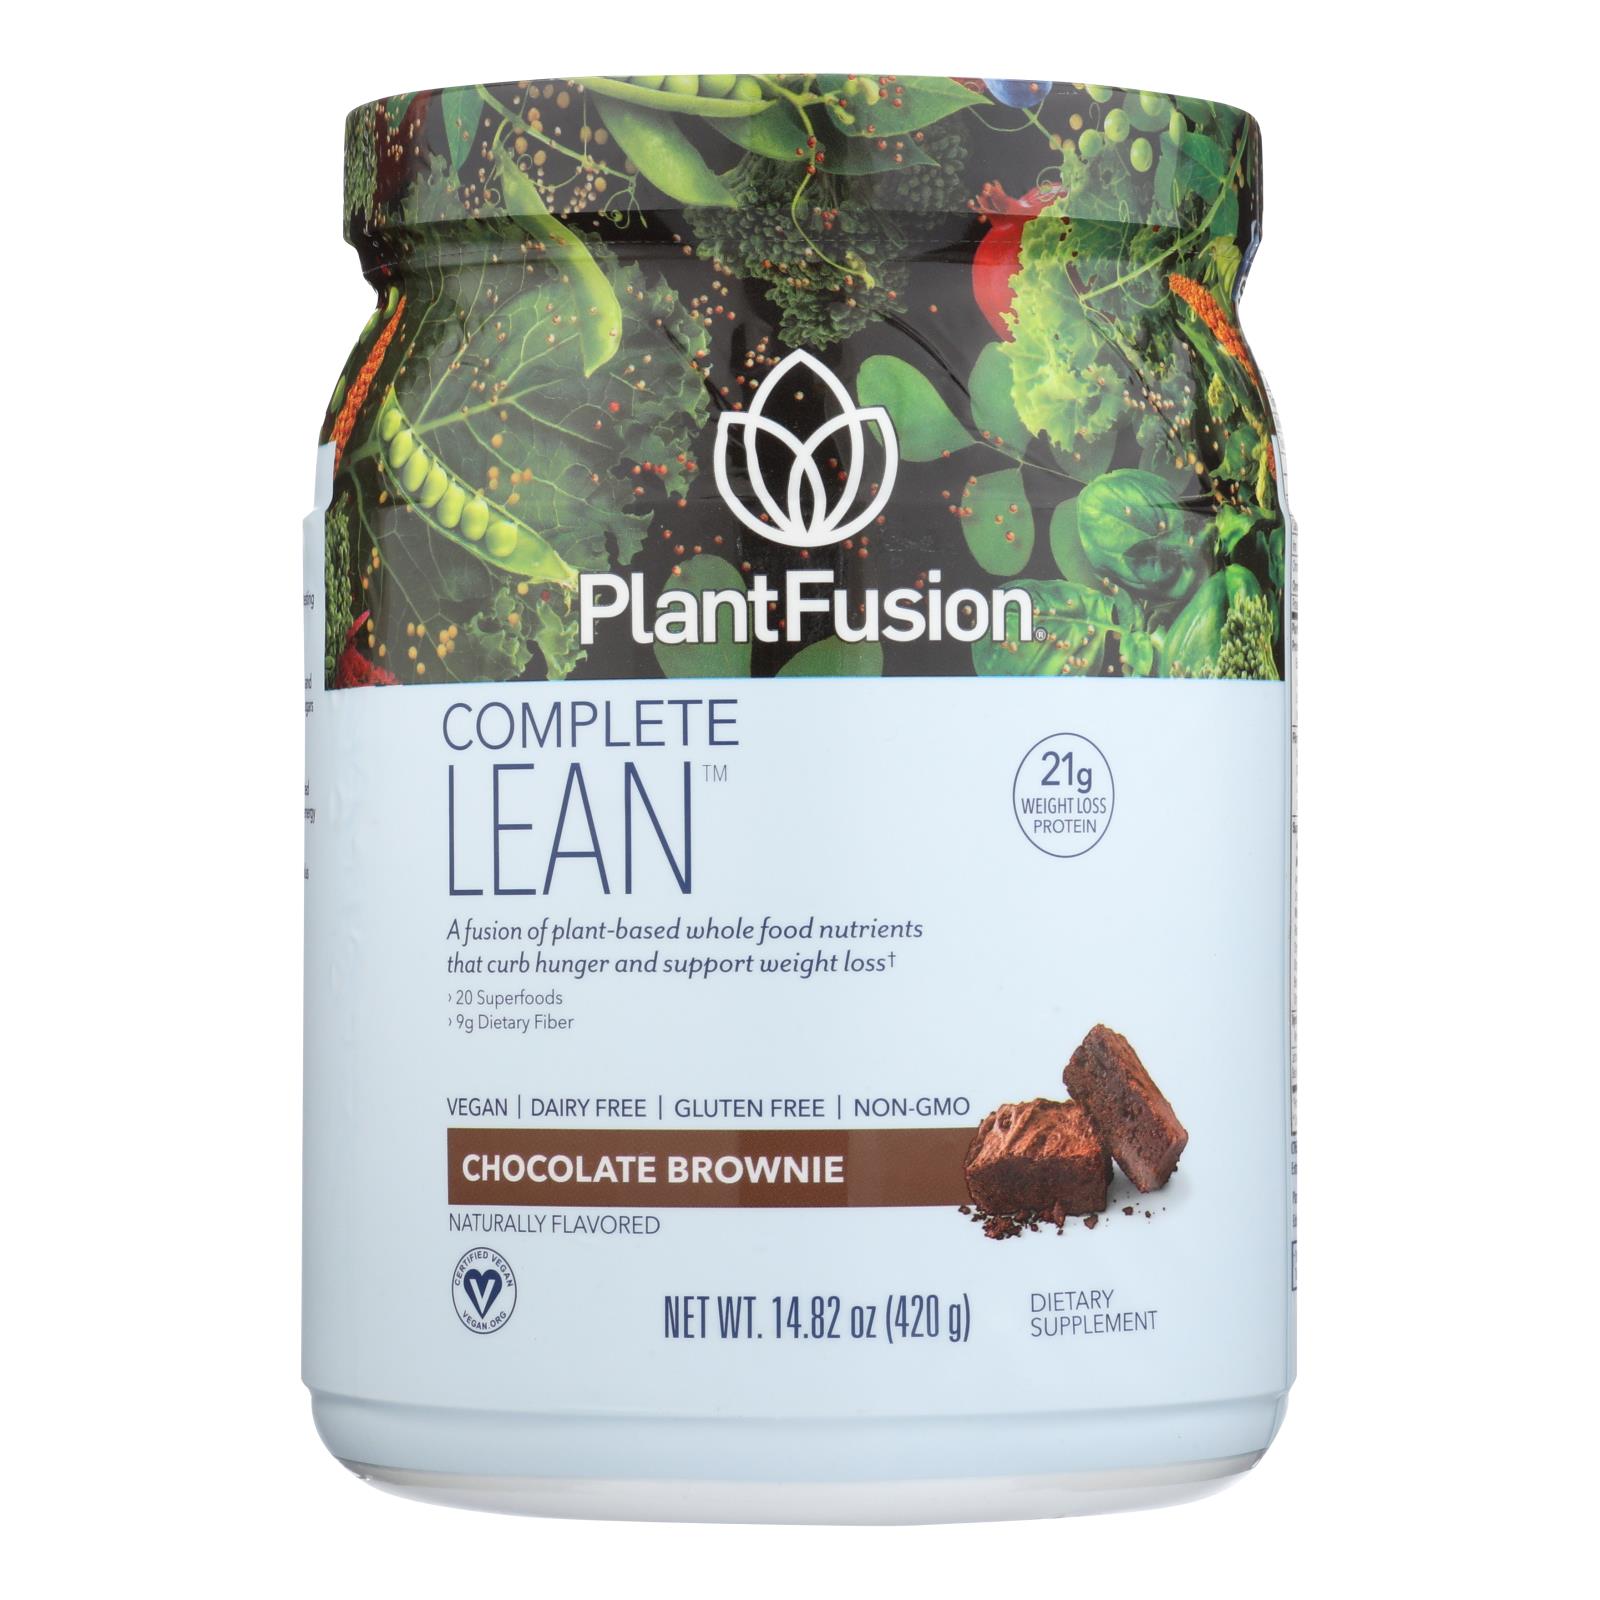 PlantFusion®
COMPLETE
LEAN™
21g
WEIGHT LOSS
PROTEIN
A fusion of plant-based whole food nutrients
that curb hunger and support weight loss†
› 20 Superfoods
› 9g Dietary Fiber
VEGAN | DAIRY FREE | GLUTEN FREE | NON-GMO
CHOCOLATE BROWNIE
NATURALLY FLAVORED
CERTIFIED VEGAN
VEGAN.ORG
NET WT. 14.82 oz (420 g)
DIETARY
SUPPLEMENT